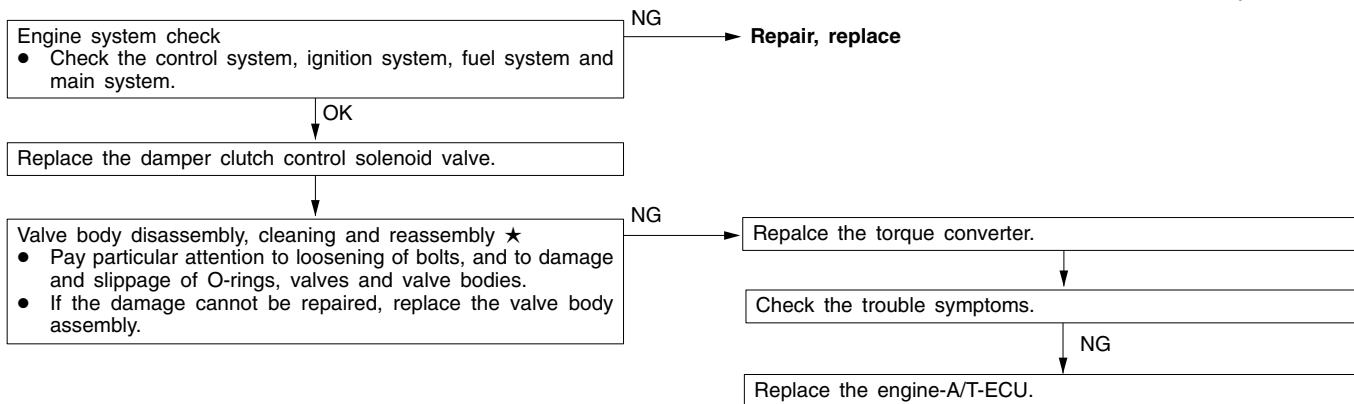 Engine system check
● Check the control system, ignition system, fuel system and
main system.
NG
Repair, replace
OK
Replace the damper clutch control solenoid valve.
Valve body disassembly, cleaning and reassembly ★
● Pay particular attention to loosening of bolts, and to damage
and slippage of O-rings, valves and valve bodies.
● If the damage cannot be repaired, replace the valve body
assembly.
NG
Repalce the torque converter.
Check the trouble symptoms.
NG
Replace the engine-A/T-ECU.